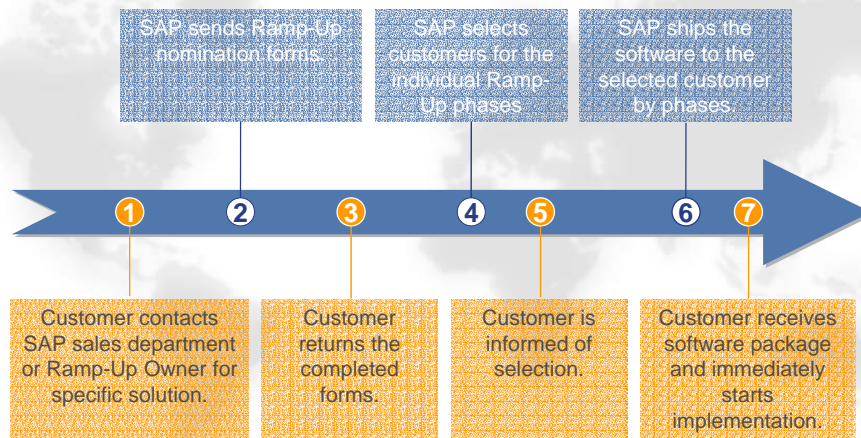 SAP sends Ramp-Up
nomination forms.
SAP selects
customers for the
individual Ramp-
Up phases
SAP ships the
software to the
selected customer
by phases.
1
2
3
4
5
6
7
Customer contacts
SAP sales department
or Ramp-Up Owner for
specific solution.
Customer
returns the
completed
forms.
Customer is
informed of
selection.
Customer receives
software package
and immediately
starts
implementation.